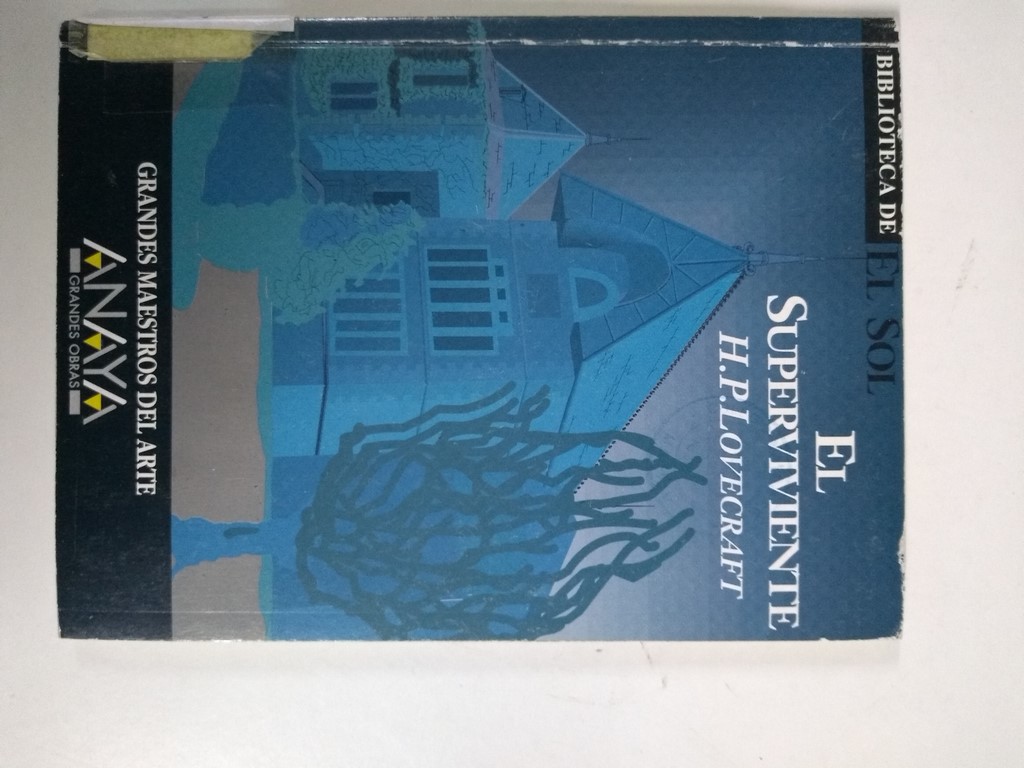 BIBLIOTECA DE EL SOL
EL
SUPERVIVIENTE
H.P.LOVECRAFT
GRANDES MAESTROS DEL ARTE
ANAYA
GRANDES OBRAS